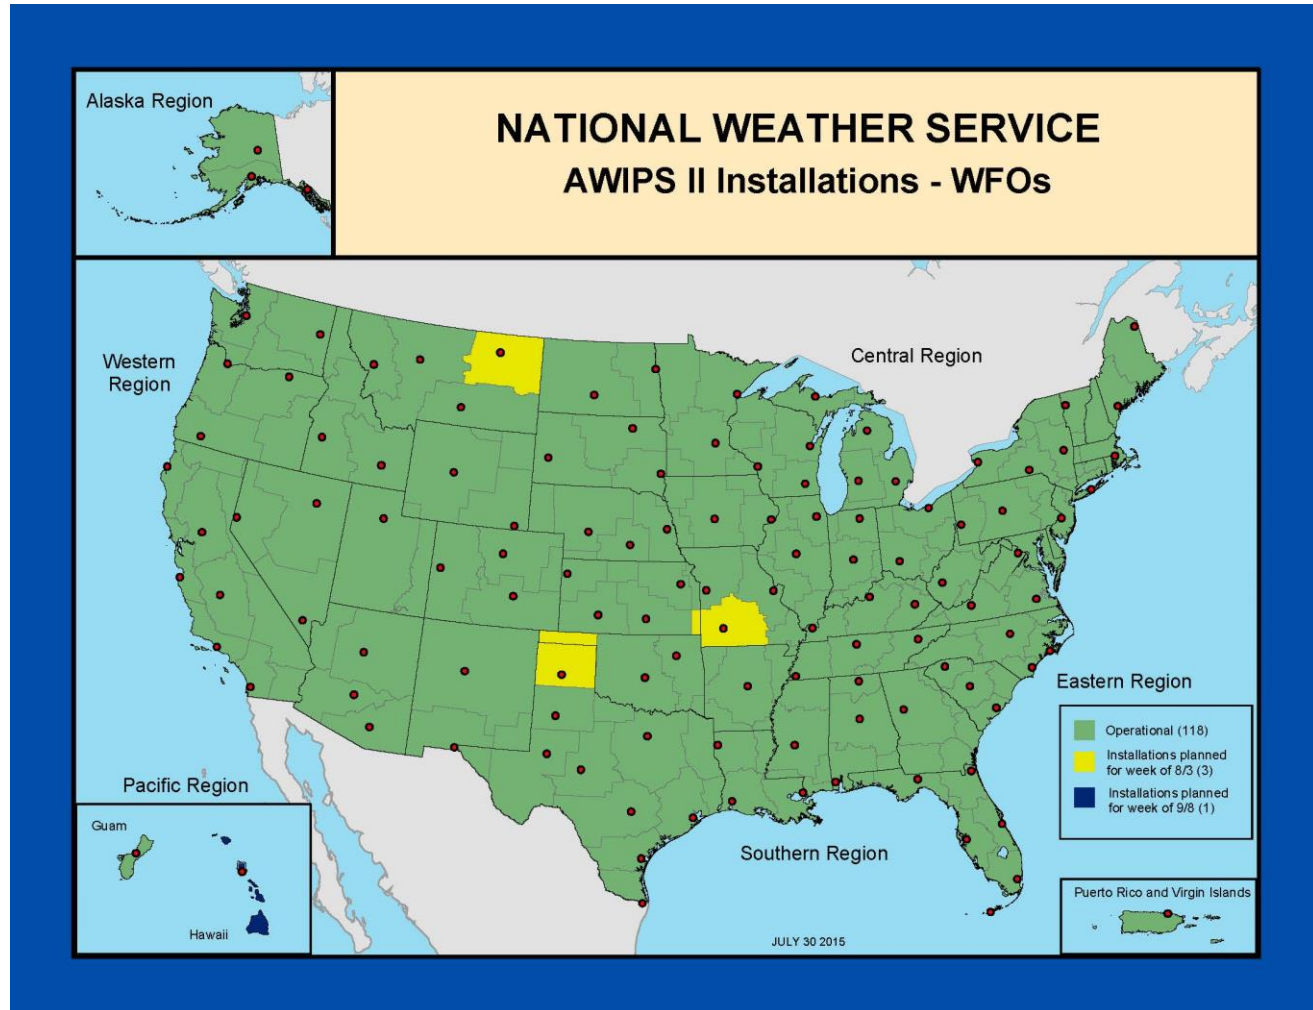 Alaska Region
NATIONAL WEATHER SERVICE
AWIPS II Installations - WFOs
Western
Region
Central Region
Eastern Region
Operational (118)
Installations planned
for week of 8/3 (3)
Installations planned
for week of 9/8 (1)
Pacific Region
Guam
Hawaii
Southern Region
Puerto Rico and Virgin Islands
JULY 30 2015